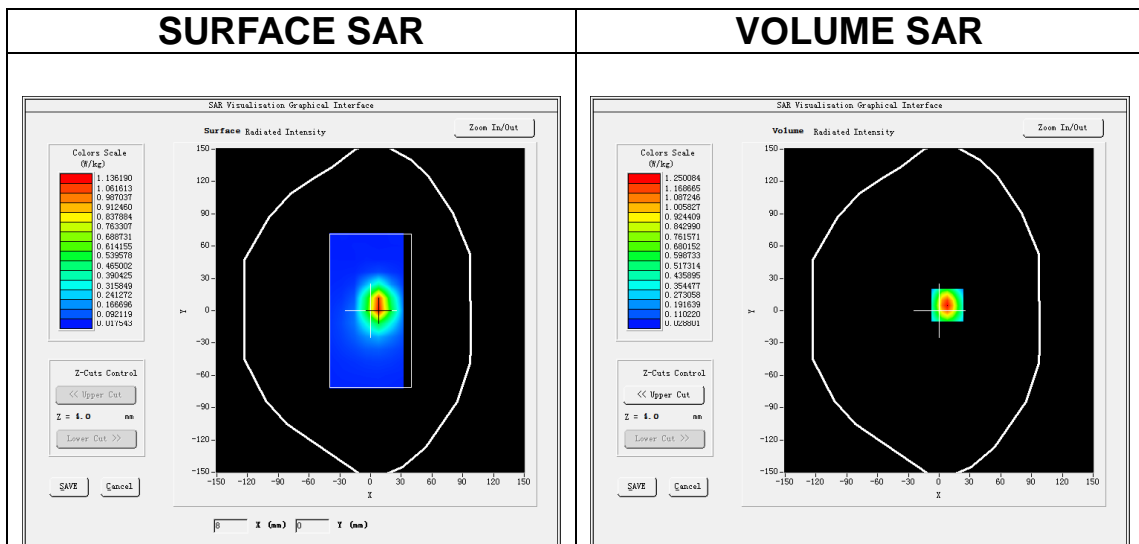 SURFACE SAR
VOLUME SAR
SAR Visualisation Graphical Interface
Surface Radiated Intensity
Zoom In/Out
Colors Scale
(W/kg)
1.136190
1.061613
0.987037
0.912460
0.837884
0.763307
0.688731
0.614155
0.539578
0.465002
0.390425
0.315849
0.241272
0.166696
0.092119
0.017543
Z-Cuts Control
<< Upper Cut
Z = 4.0 mm
Lower Cut >>
SAVE
Cancel
150
120
90
60
30
0
-30
-60
-90
-120
-150
Y
-150 -120 -90 -60 -30 0 30 60 90 120 150
X
8 X (mm) 0 Y (mm)
SAR Visualisation Graphical Interface
Volume Radiated Intensity
Zoom In/Out
Colors Scale
(W/kg)
1.250084
1.168665
1.087246
1.005827
0.924409
0.842990
0.761571
0.680152
0.598733
0.517314
0.435895
0.354477
0.273058
0.191639
0.110220
0.028801
Z-Cuts Control
<< Upper Cut
Z = 4.0 mm
Lower Cut >>
SAVE
Cancel
150
120
90
60
30
0
-30
-60
-90
-120
-150
Y
-150 -120 -90 -60 -30 0 30 60 90 120 150
X